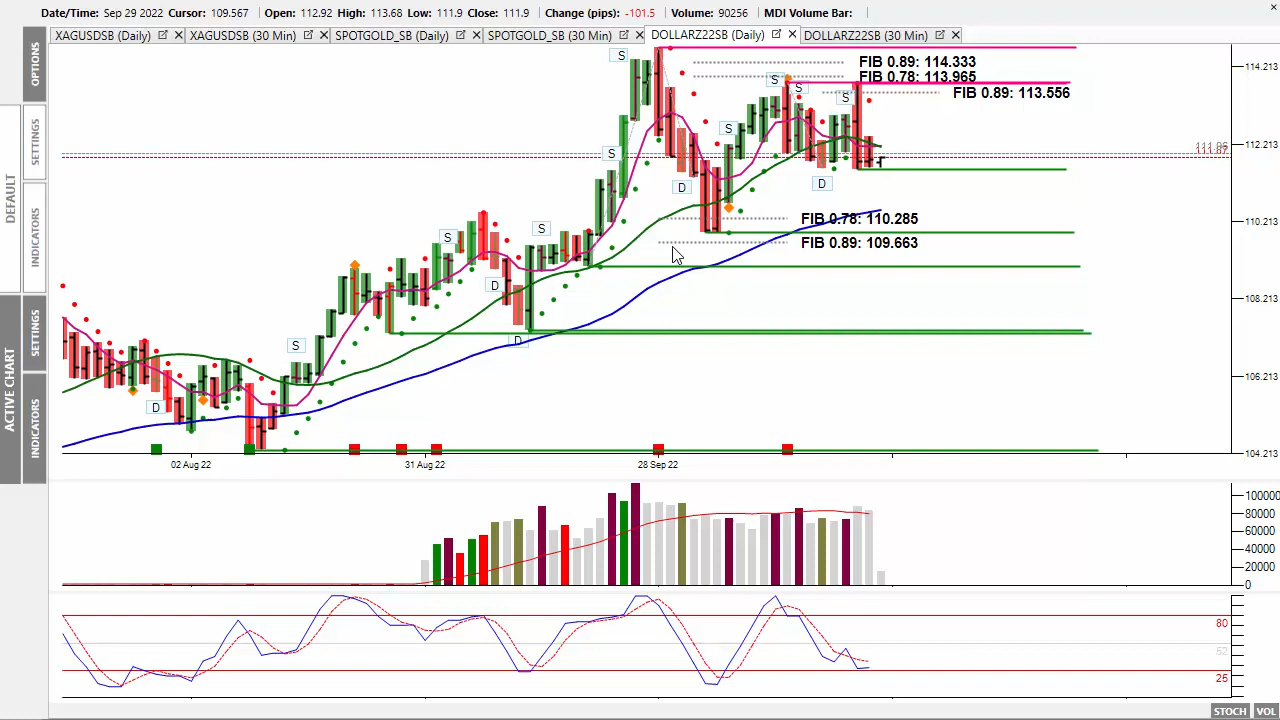 Date/Time: Sep 29 2022 Cursor: 109.567 Open: 112.92 High: 113.68 Low: 111.9 Close: 111.9 Change (pips): -101.5 Volume: 90256 MDI Volume Bar:
XAGUSDSB (Daily) XAGUSDSB (30 Min) SPOTGOLD_SB (Daily) SPOTGOLD_SB (30 Min) DOLLARZ22SB (Daily) DOLLARZ22SB (30 Min)
OPTIONS
SETTINGS
DEFAULT
INDICATORS
SETTINGS
ACTIVE CHART
INDICATORS
S
FIB 0.89: 114.333
FIB 0.78: 113.965
FIB 0.89: 113.556
S
S
S
S
S
D
D
FIB 0.78: 110.285
FIB 0.89: 109.663
S
S
D
D
S
D
114.213
112.213
110.213
108.213
106.213
104.213
02 Aug 22
31 Aug 22
28 Sep 22
100000
80000
60000
40000
20000
0
80
52
25
STOCH VOL